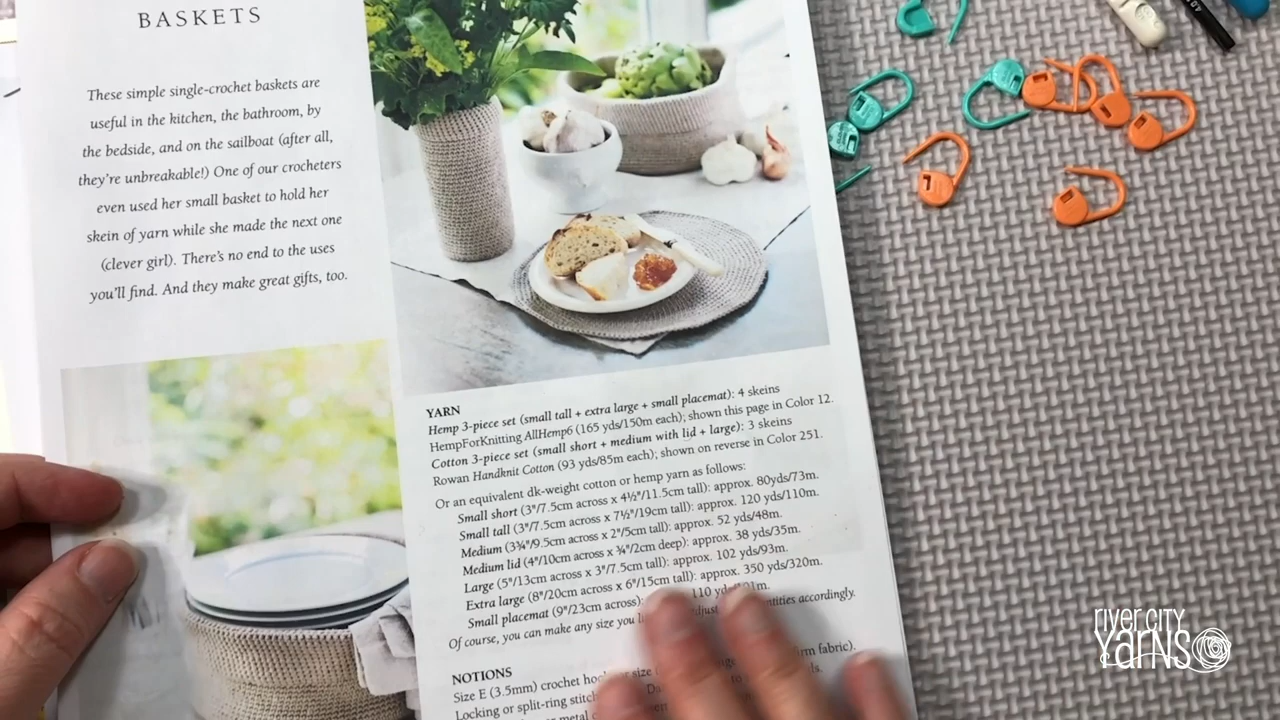 BASKETS
These simple single-crochet baskets are
useful in the kitchen, the bathroom, by
the bedside, and on the sailboat (after all,
they're unbreakable!) One of our crocheters
even used her small basket to hold her
skein of yarn while she made the next one
(clever girl). There's no end to the uses
you'll find. And they make great gifts, too.
YARN
Hemp 3-piece set (small tall + extra large + small placemat): 4 skeins
HempForKnitting AllHemp6 (165 yds/150m each); shown this page in Color 12.
Cotton 3-piece set (small short + medium with lid + large): 3 skeins
Rowan Handknit Cotton (93 yds/85m each); shown on reverse in Color 251.
Or an equivalent dk-weight cotton or hemp yarn as follows:
Small short (3"/7.5cm across x 4½"/11.5cm tall): approx. 80yds/73m.
Small tall (3"/7.5cm across x 7½"/19cm tall): approx. 120 yds/110m.
Medium (3¾"/9.5cm across x 2"/5cm tall): approx. 52 yds/48m.
Medium lid (4"/10cm across x ¾"/2cm deep): approx. 38 yds/35m.
Large (5"/13cm across x 3"/7.5cm tall): approx. 102 yds/93m.
Extra large (8"/20cm across x 6"/15cm tall): approx. 350 yds/320m.
Small placemat (9"/23cm across): 110
Of course, you can make any size you quantities accordingly.
NOTIONS
Size E (3.5mm) crochet fabric).
Locking or split-ring
or metal
river city
Yarns